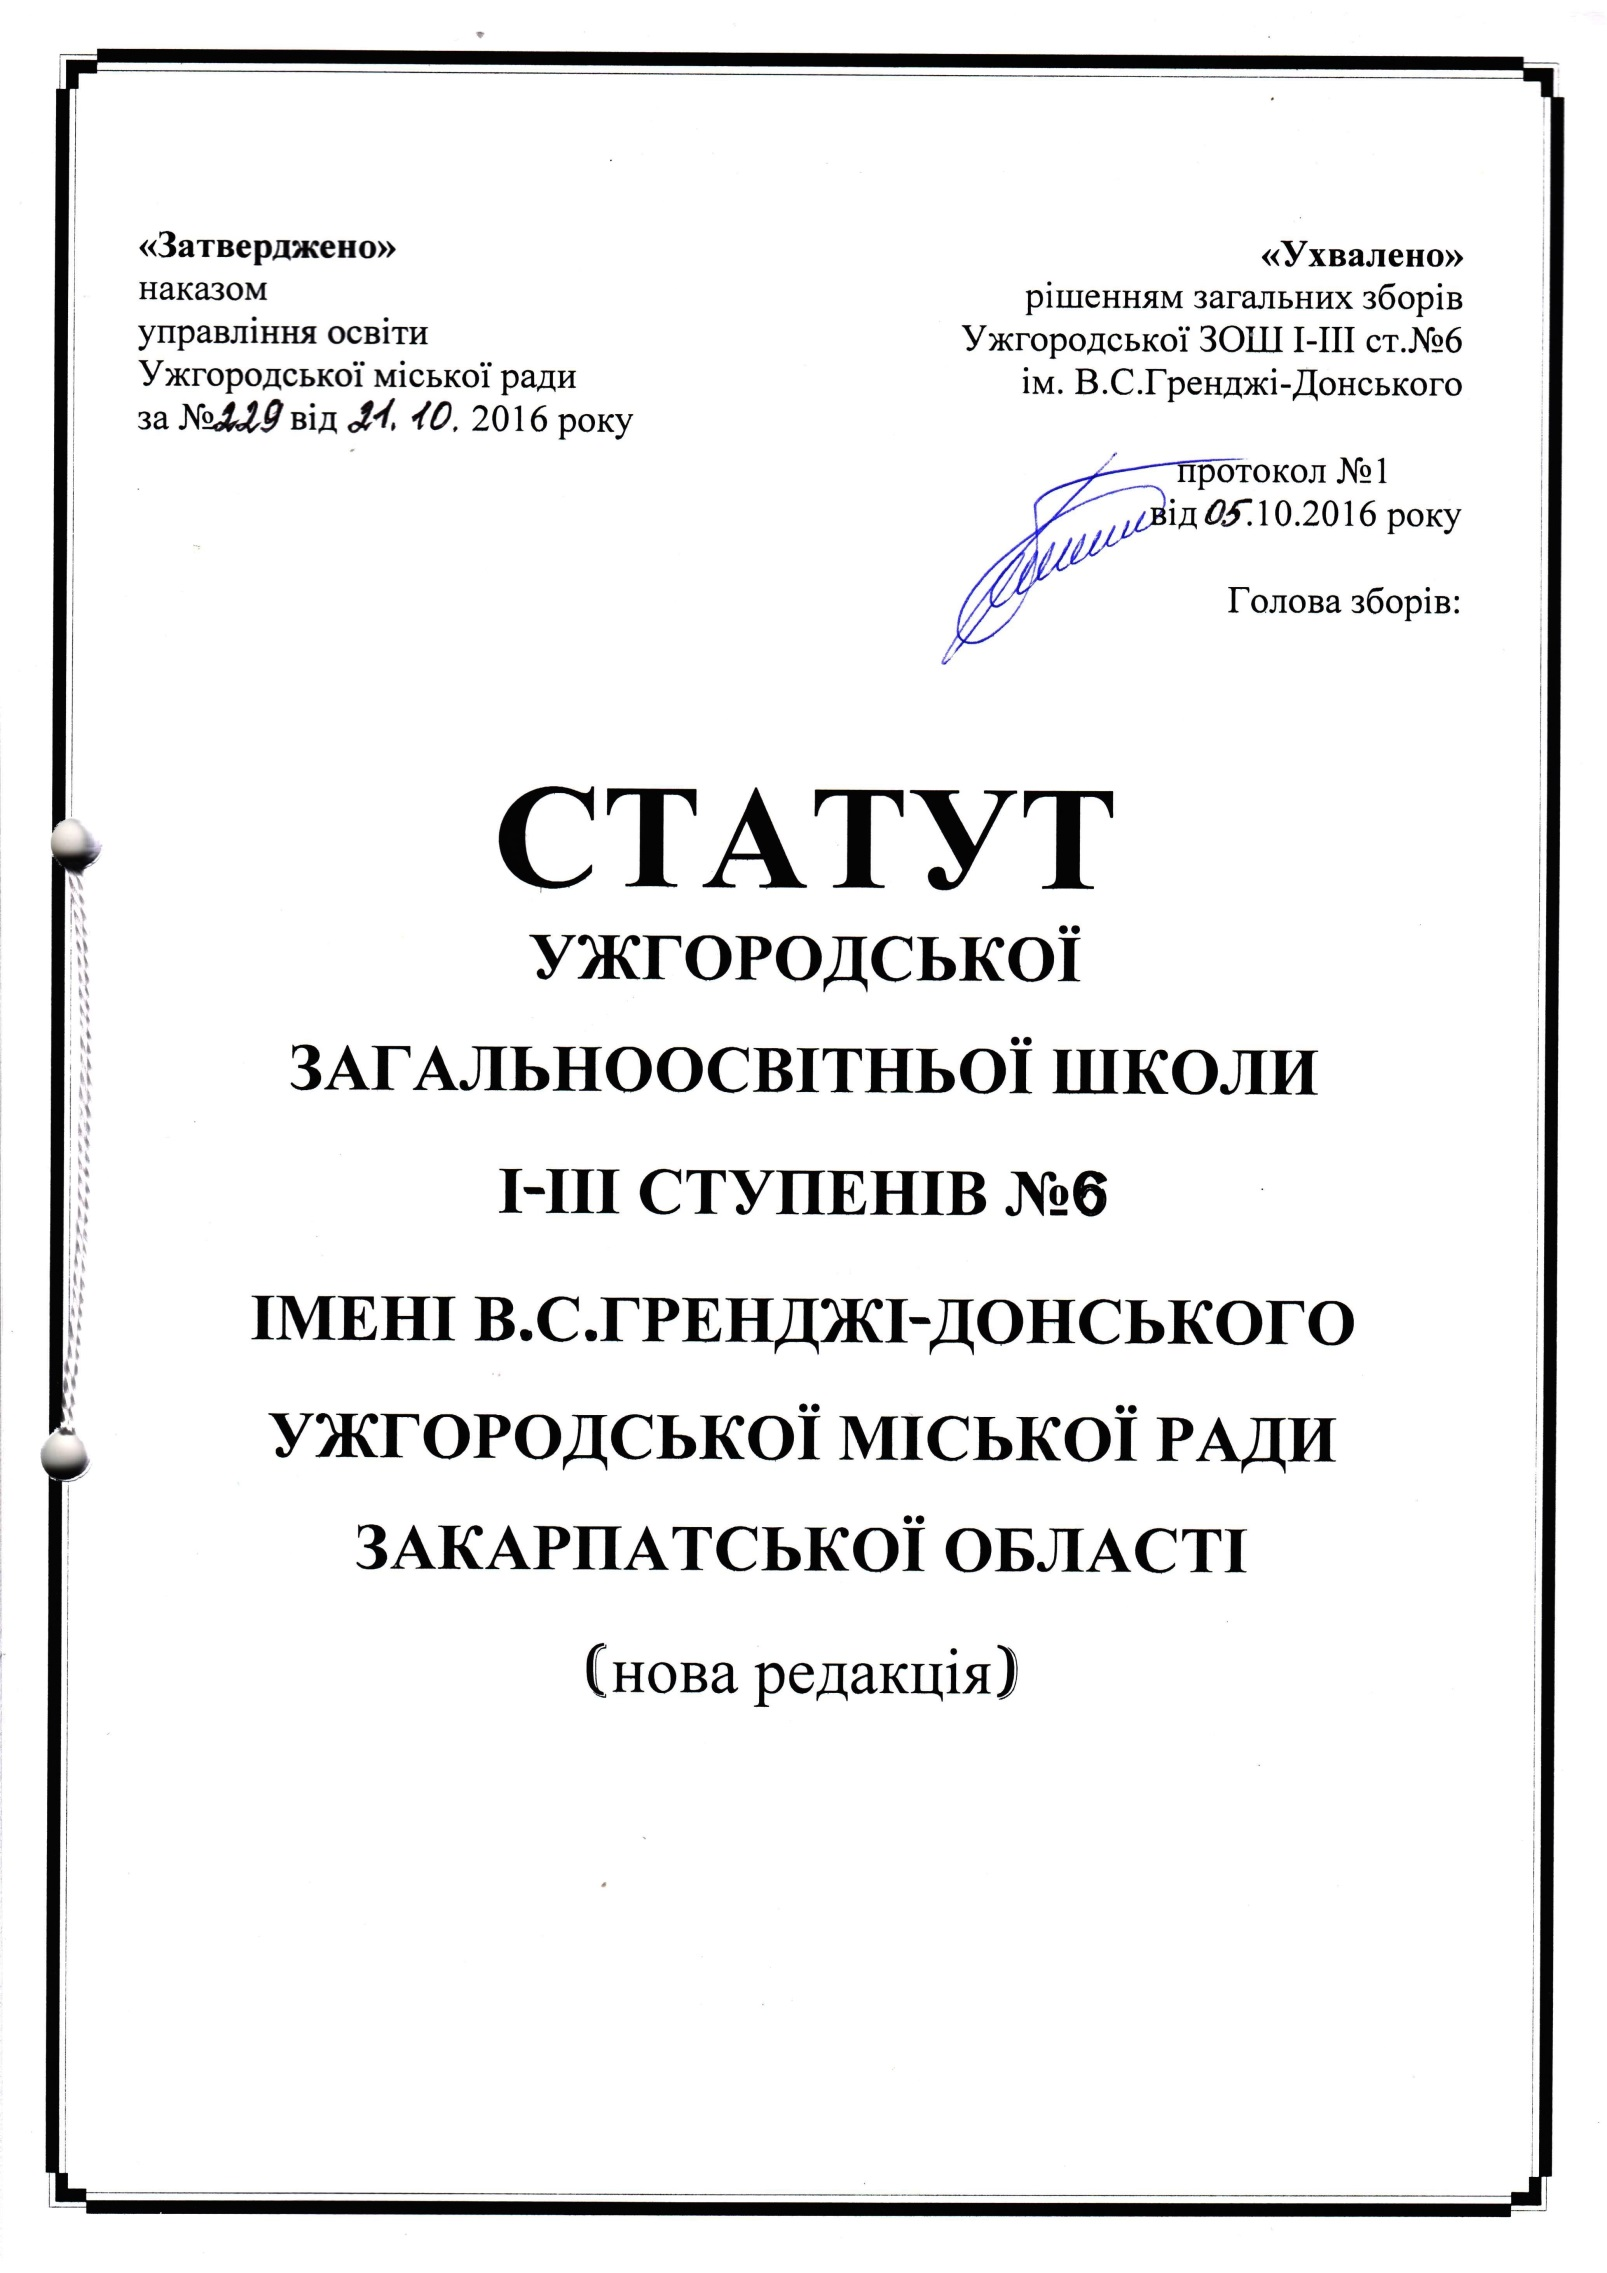 «Затверджено»
наказом
управління освіти
Ужгородської міської ради
за №229 від 21.10. 2016 року
«Ухвалено»
рішенням загальних зборів
Ужгородської ЗОШ І-ІІІ ст.№6
ім. В.С.Гренджі-Донського
протокол №1
від 05.10.2016 року
Голова зборів:
СТАТУТ
УЖГОРОДСЬКОЇ
ЗАГАЛЬНООСВІТНЬОЇ ШКОЛИ
І-ІІІ СТУПЕНІВ №6
ІМЕНІ В.С.ГРЕНДЖІ-ДОНСЬКОГО
УЖГОРОДСЬКОЇ МІСЬКОЇ РАДИ
ЗАКАРПАТСЬКОЇ ОБЛАСТІ
(нова редакція)